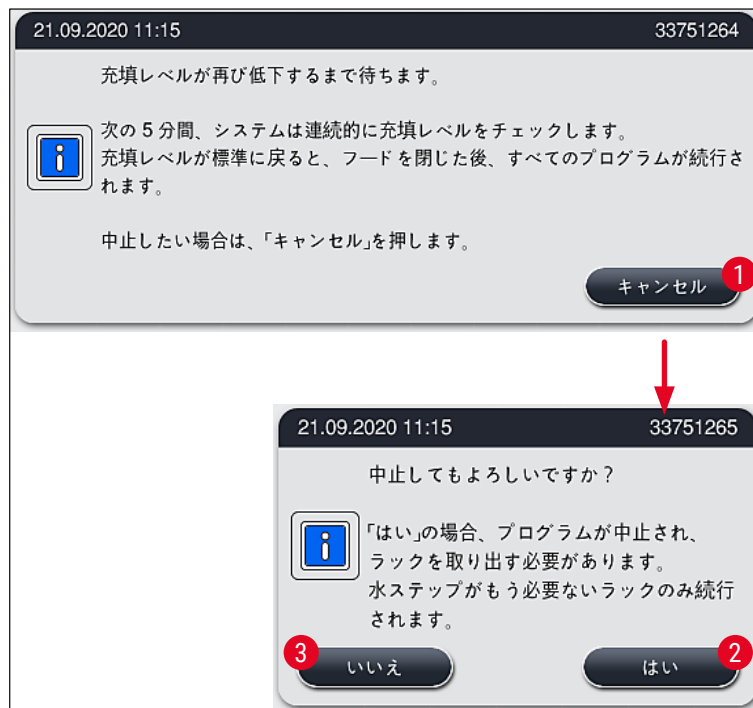 21.09.2020 11:15 33751264
充填レベルが再び低下するまで待ちます。
次の 5 分間、システムは連続的に充填レベルをチェックします。
充填レベルが標準に戻ると、フードを閉じた後、すべてのプログラムが続行さ
れます。
中止したい場合は、「キャンセル」を押します。
キャンセル 1
21.09.2020 11:15 33751265
中止してもよろしいですか?
「はい」の場合、プログラムが中止され、
ラックを取り出す必要があります。
水ステップがもう必要ないラックのみ続行
されます。
3 いいえ はい 2